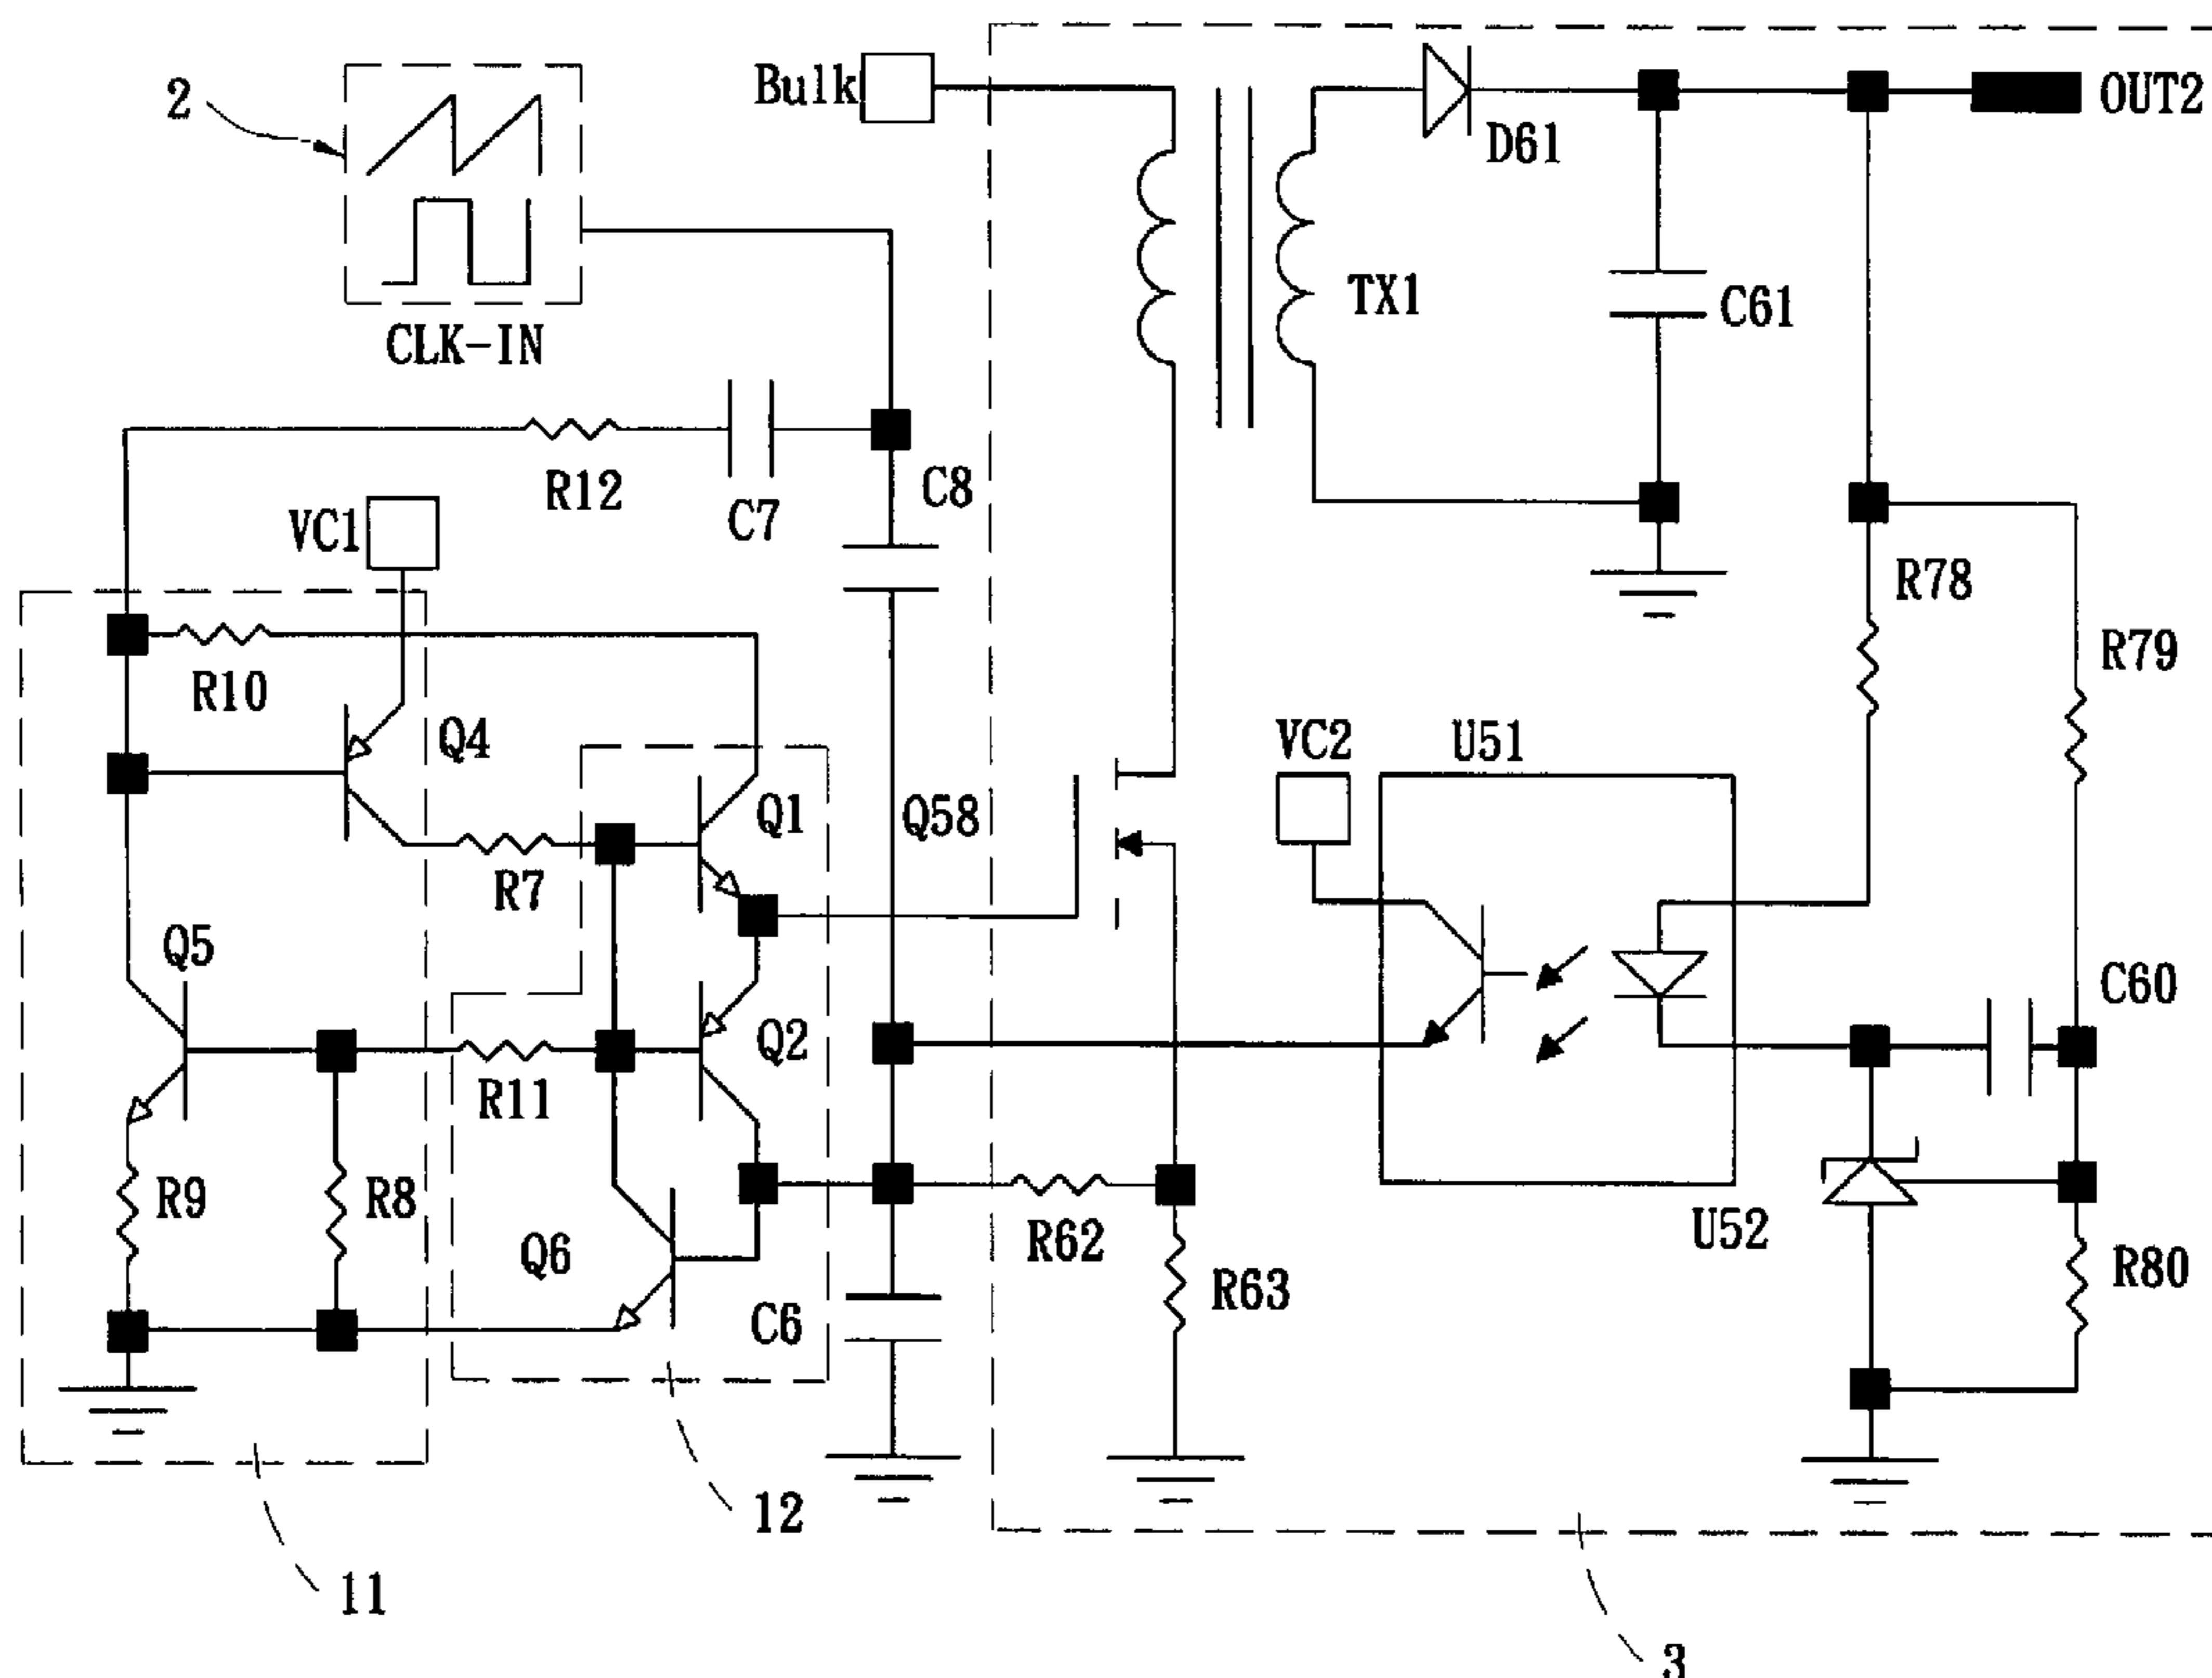 2
Bulk
OUT2
D61
TX1
C61
CLK-IN
R12
C7
C8
VC1
R78
R79
R10
Q4
Q1
Q58
VC2
U51
R7
Q5
Q2
C60
R11
R9
R8
Q6
R62
U52
C6
R63
R80
12
11
3